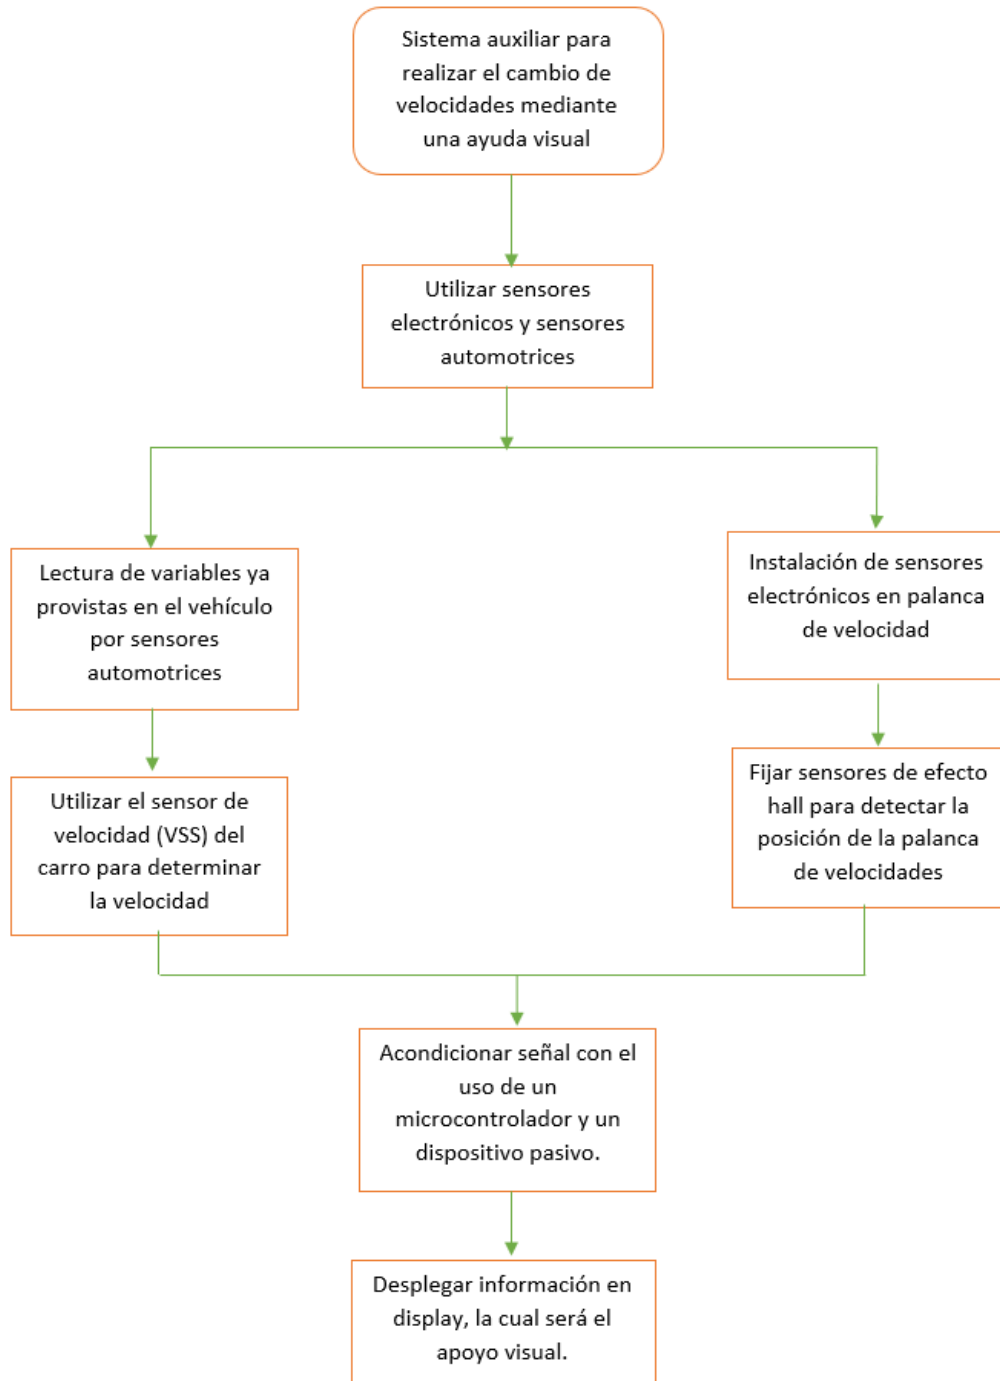 Sistema auxiliar para
realizar el cambio de
velocidades mediante
una ayuda visual
Utilizar sensores
electrónicos y sensores
automotrices
Lectura de variables ya
provistas en el vehículo
por sensores
automotrices
Instalación de sensores
electrónicos en palanca
de velocidad
Utilizar el sensor de
velocidad (VSS) del
carro para determinar
la velocidad
Fijar sensores de efecto
hall para detectar la
posición de la palanca
de velocidades
Acondicionar señal con el
uso de un
microcontrolador y un
dispositivo pasivo.
Desplegar información en
display, la cual será el
apoyo visual.